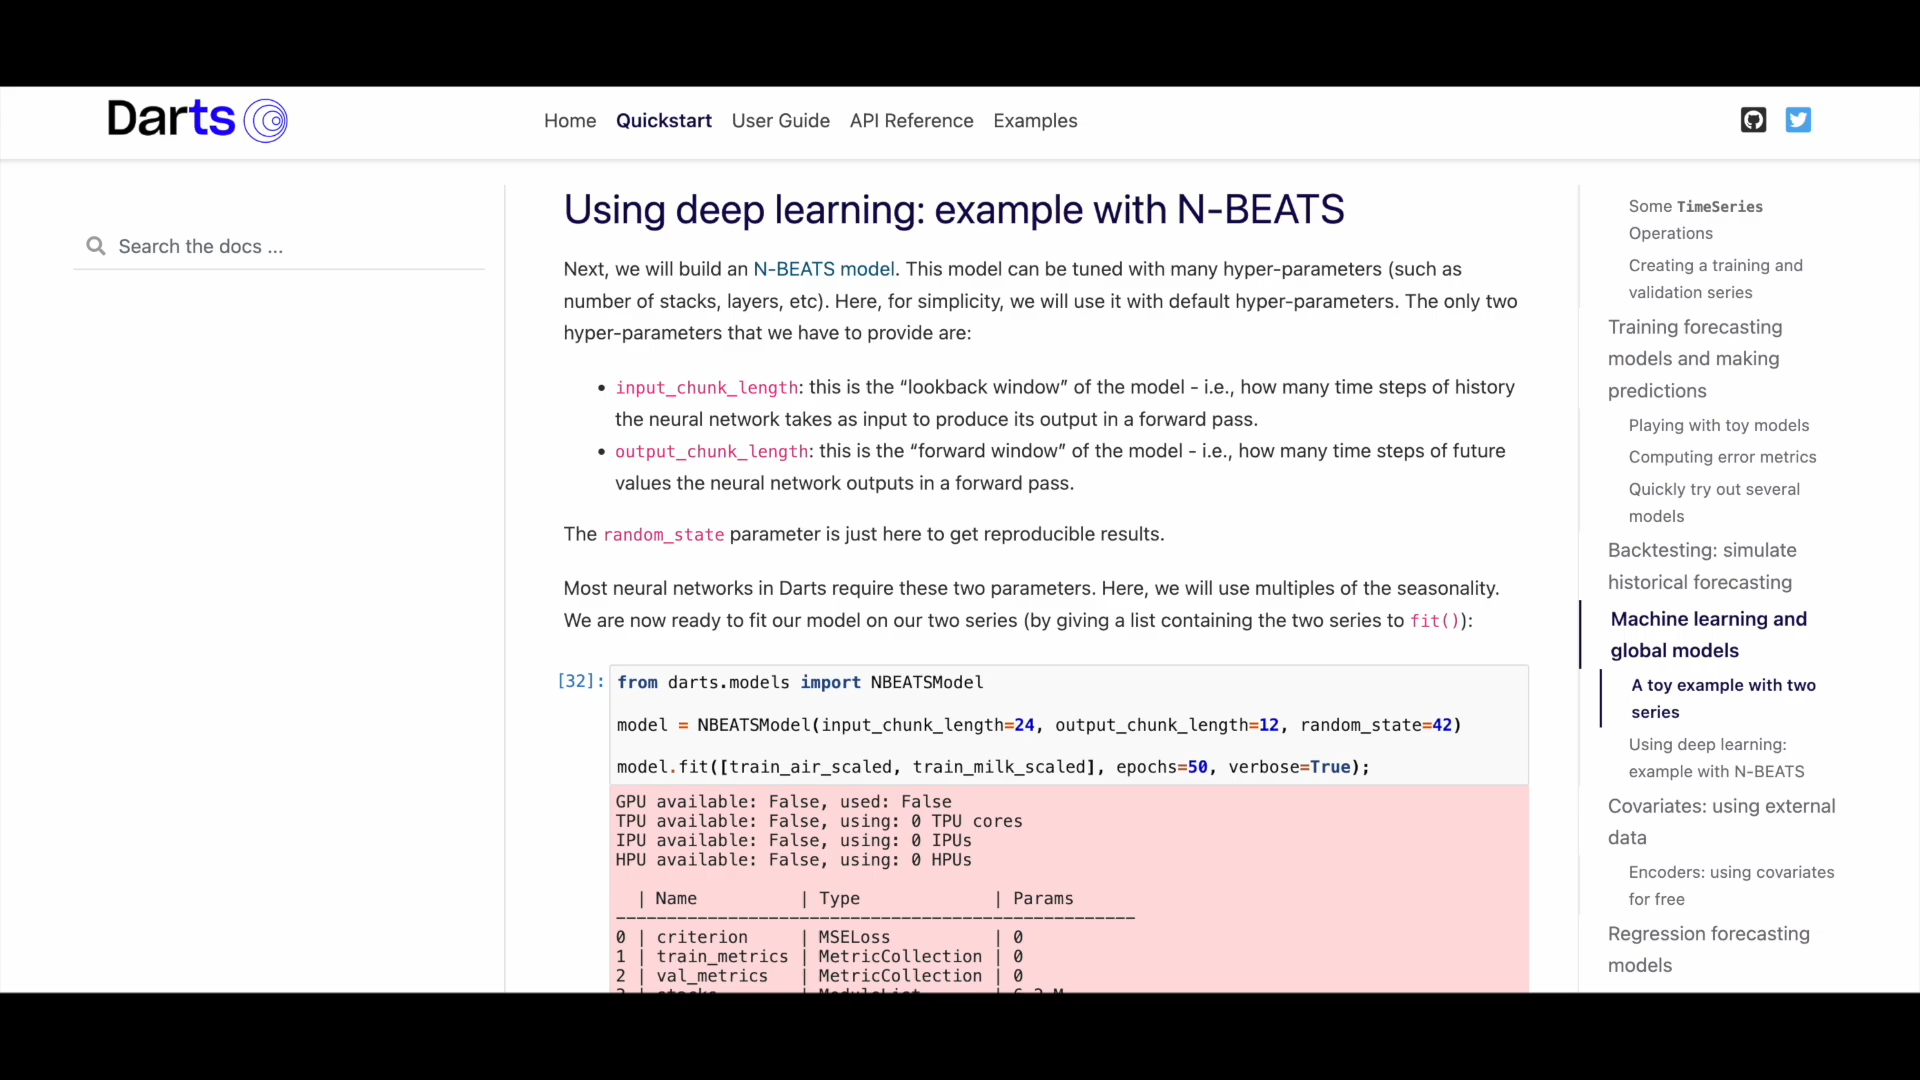 Darts
Home Quickstart User Guide API Reference Examples
Search the docs ...
Using deep learning: example with N-BEATS
Next, we will build an N-BEATS model. This model can be tuned with many hyper-parameters (such as
number of stacks, layers, etc). Here, for simplicity, we will use it with default hyper-parameters. The only two
hyper-parameters that we have to provide are:
• input_chunk_length: this is the “lookback window” of the model - i.e., how many time steps of history
the neural network takes as input to produce its output in a forward pass.
• output_chunk_length: this is the “forward window” of the model - i.e., how many time steps of future
values the neural network outputs in a forward pass.
The random_state parameter is just here to get reproducible results.
Most neural networks in Darts require these two parameters. Here, we will use multiples of the seasonality.
We are now ready to fit our model on our two series (by giving a list containing the two series to fit()):
[32]: from darts.models import NBEATSModel
model = NBEATSModel(input_chunk_length=24, output_chunk_length=12, random_state=42)
model.fit([train_air_scaled, train_milk_scaled], epochs=50, verbose=True);
GPU available: False, used: False
TPU available: False, using: 0 TPU cores
IPU available: False, using: 0 IPUs
HPU available: False, using: 0 HPUs
| Name | Type | Params
0 | criterion | MSELoss | 0
1 | train_metrics | MetricCollection | 0
2 | val_metrics | MetricCollection | 0
Some TimeSeries
Operations
Creating a training and
validation series
Training forecasting
models and making
predictions
Playing with toy models
Computing error metrics
Quickly try out several
models
Backtesting: simulate
historical forecasting
Machine learning and
global models
A toy example with two
series
Using deep learning:
example with N-BEATS
Covariates: using external
data
Encoders: using covariates
for free
Regression forecasting
models